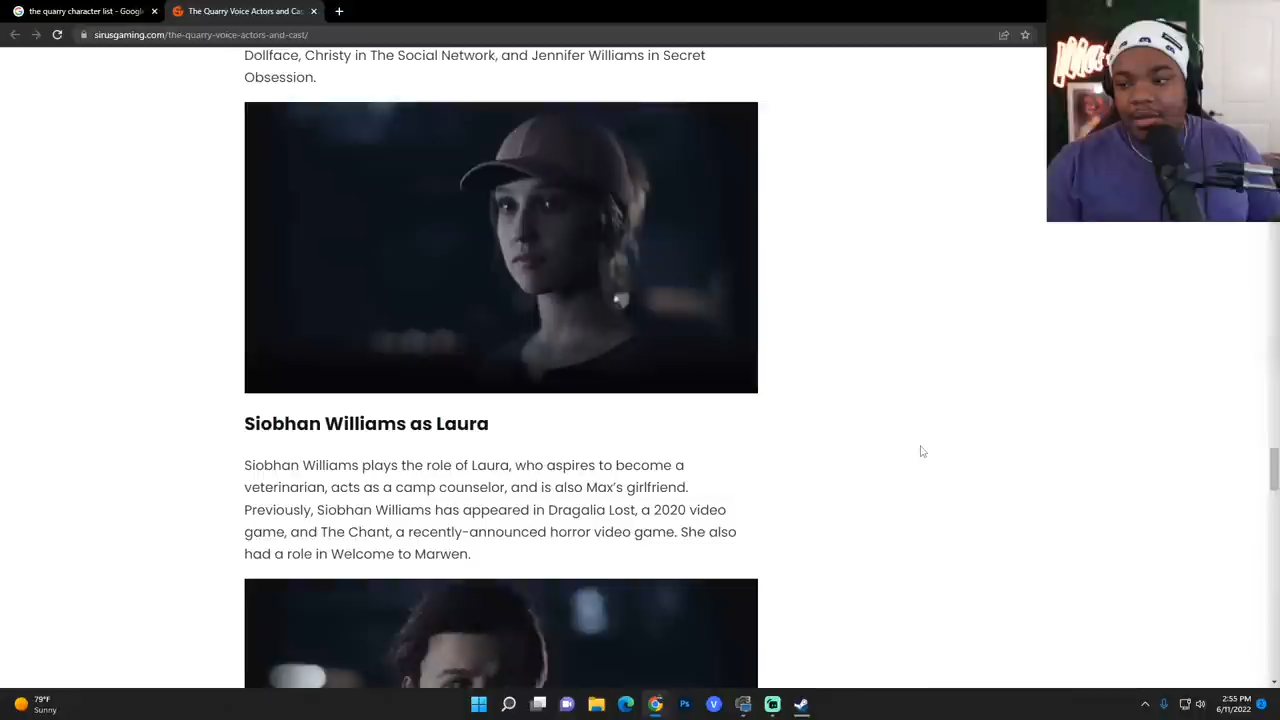 the quarry character list - Google
The Quarry Voice Actors and Cas
sirusgaming.com/the-quarry-voice-actors-and-cast/
Dollface, Christy in The Social Network, and Jennifer Williams in Secret
Obsession.
Siobhan Williams as Laura
Siobhan Williams plays the role of Laura, who aspires to become a
veterinarian, acts as a camp counselor, and is also Max's girlfriend.
Previously, Siobhan Williams has appeared in Dragalia Lost, a 2020 video
game, and The Chant, a recently-announced horror video game. She also
had a role in Welcome to Marwen.
79°F
Sunny
2:55 PM
6/11/2022